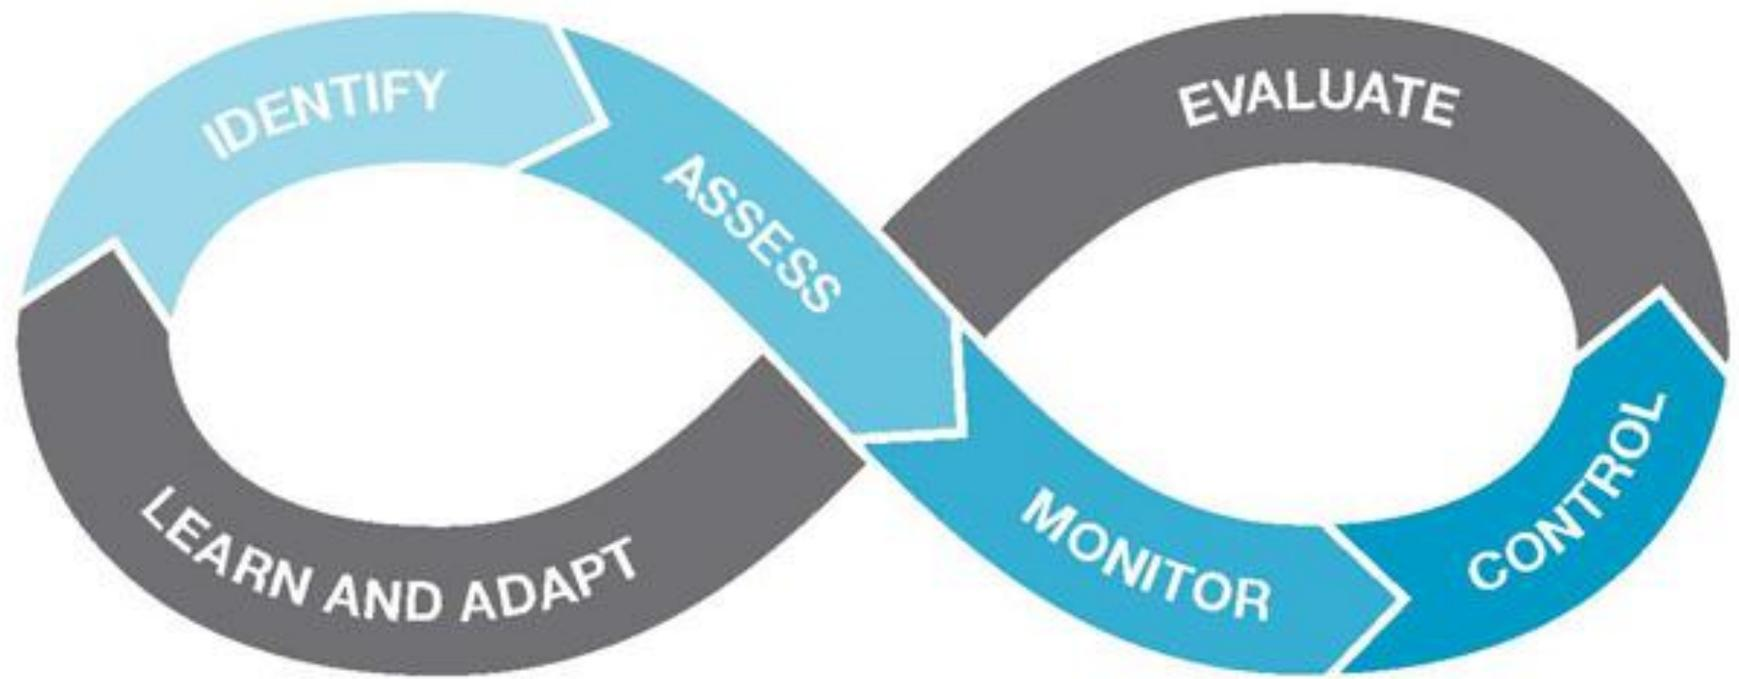 IDENTIFY
ASSESS
MONITOR
CONTROL
EVALUATE
LEARN AND ADAPT